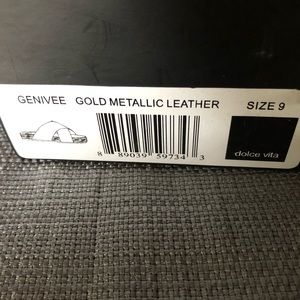 GENIVEE GOLD METALLIC LEATHER SIZE 9
8 89039 59734 3
dolce vita